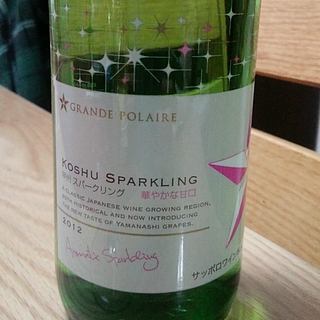 GRANDE POLAIRE
KOSHU SPARKLING
甲州スパークリング 華やかな甘口
A CLASSIC JAPANESE WINE GROWING REGION,
BOTH HISTORICAL AND NOW INTRODUCING
THE NEW TASTE OF YAMANASHI GRAPES.
2012
Sparkling
サッポロワイン